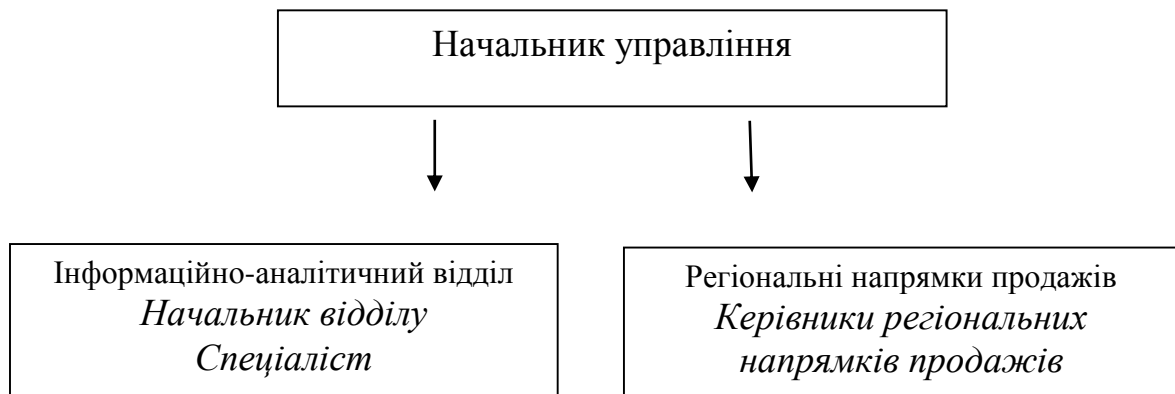 Начальник управління
Інформаційно-аналітичний відділ
Начальник відділу
Спеціаліст
Регіональні напрямки продажів
Керівники регіональних
напрямків продажів